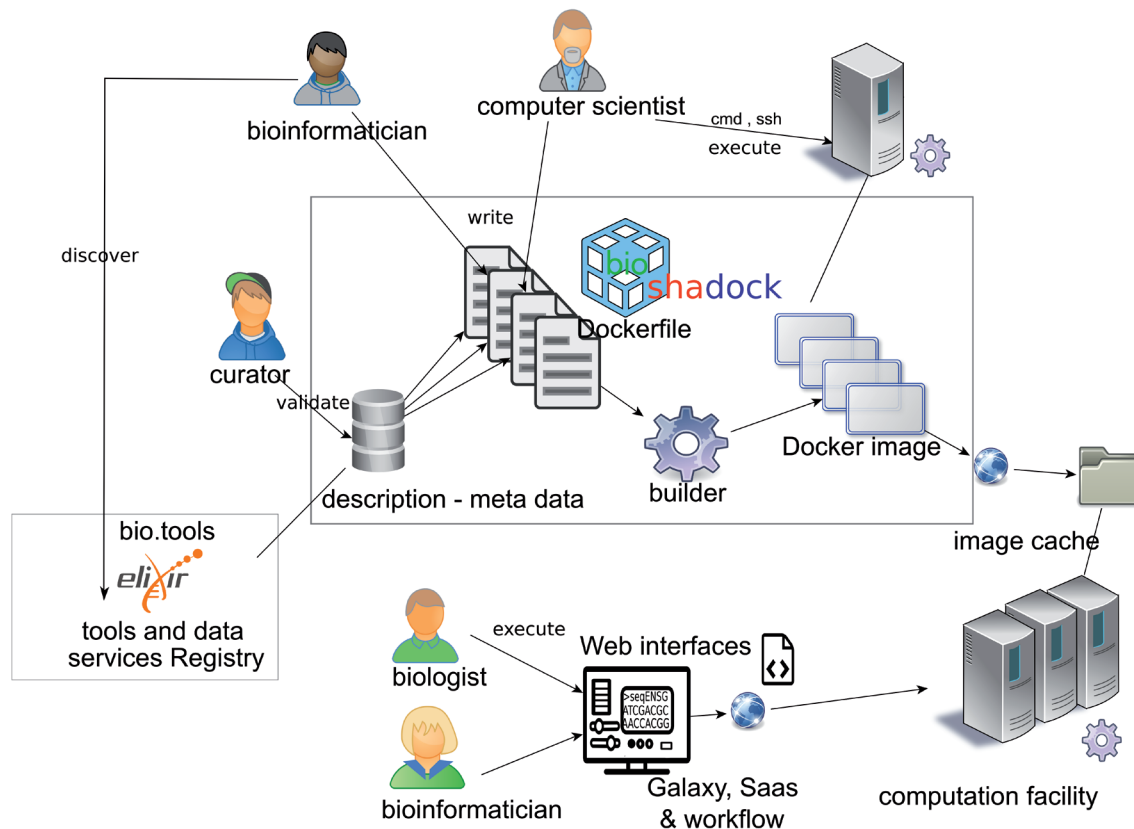 computer scientist
bioinformatician
cmd , ssh
execute
write
discover
bio
shadock
Dockerfile
curator
validate
Docker image
builder
description - meta data
bio.tools
elixir
tools and data
services Registry
image cache
execute
biologist
Web interfaces
>seqENSG
ATCGACGC
AACCACGG
bioinformatician
Galaxy, Saas
& workflow
computation facility